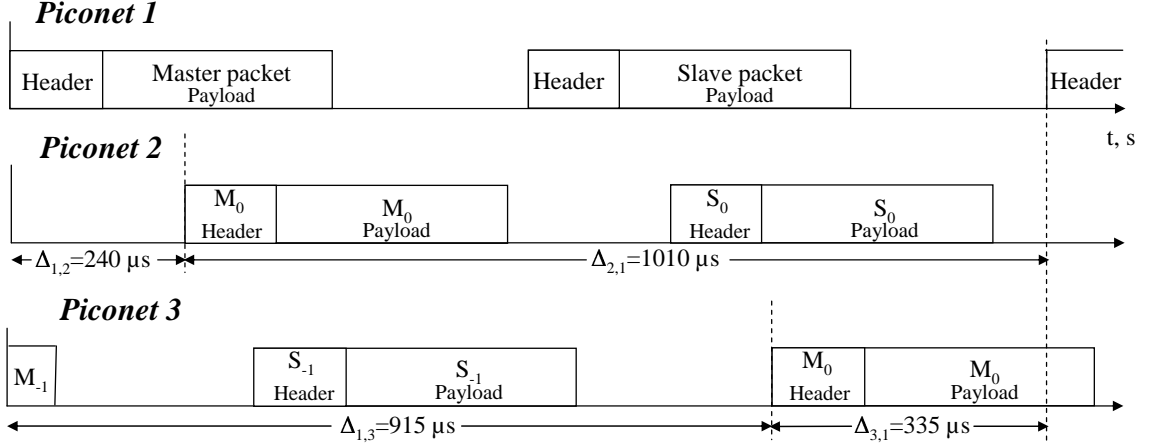 Piconet 1
Header
Master packet
Payload
Header
Slave packet
Payload
Header
t, s
Piconet 2
M₀
Header
M₀
Payload
S₀
Header
S₀
Payload
Δ₁,₂=240 μs
Δ₂,₁=1010 μs
Piconet 3
M₋₁
S₋₁
Header
S₋₁
Payload
M₀
Header
M₀
Payload
Δ₁,₃=915 μs
Δ₃,₁=335 μs